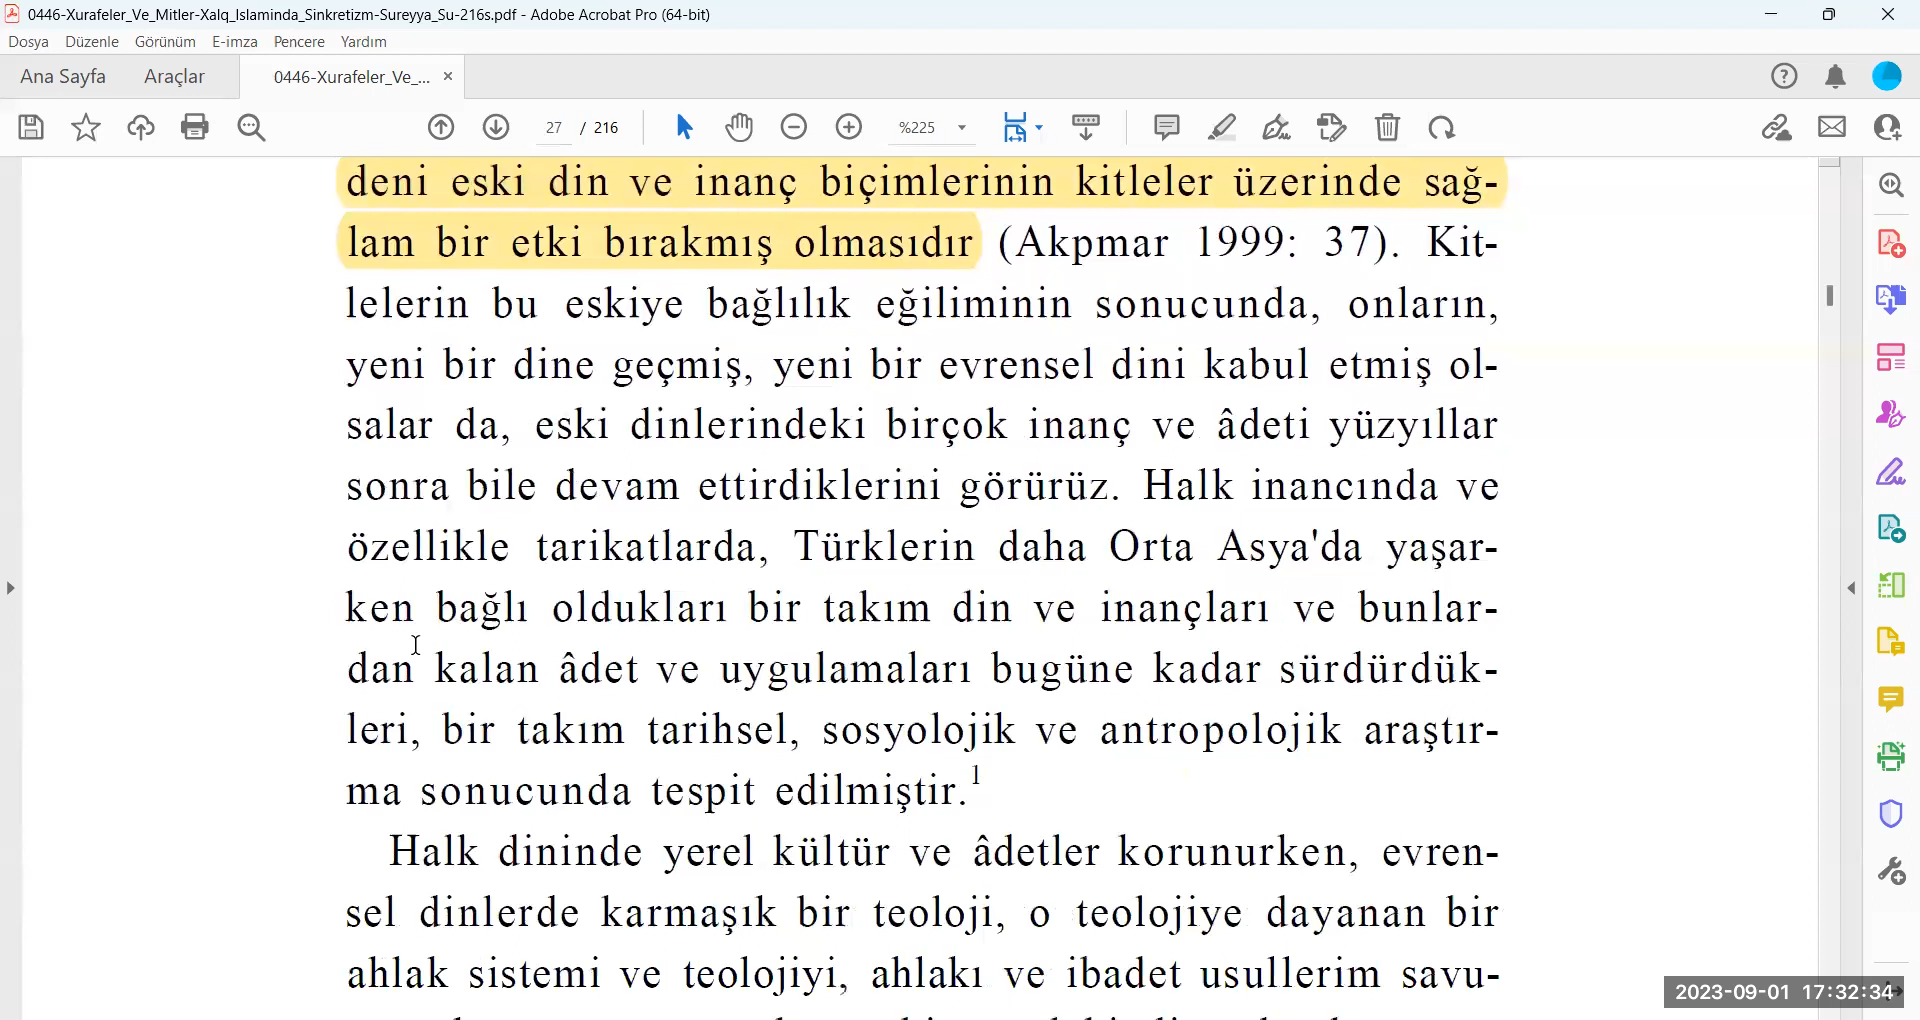 0446-Xurafeler_Ve_Mitler-Xalq_Islaminda_Sinkretizm-Sureyya_Su-216s.pdf - Adobe Acrobat Pro (64-bit)
Dosya Düzenle Görünüm E-imza Pencere Yardım
Ana Sayfa Araçlar 0446-Xurafeler_Ve_...
27 / 216 %225
deni eski din ve inanç biçimlerinin kitleler üzerinde sağ-
lam bir etki bırakmış olmasıdır (Akpmar 1999: 37). Kit-
lelerin bu eskiye bağlılık eğiliminin sonucunda, onların,
yeni bir dine geçmiş, yeni bir evrensel dini kabul etmiş ol-
salar da, eski dinlerindeki birçok inanç ve âdeti yüzyıllar
sonra bile devam ettirdiklerini görürüz. Halk inancında ve
özellikle tarikatlarda, Türklerin daha Orta Asya'da yaşar-
ken bağlı oldukları bir takım din ve inançları ve bunlar-
dan kalan âdet ve uygulamaları bugüne kadar sürdürdük-
leri, bir takım tarihsel, sosyolojik ve antropolojik araştır-
ma sonucunda tespit edilmiştir.1
Halk dininde yerel kültür ve âdetler korunurken, evren-
sel dinlerde karmaşık bir teoloji, o teolojiye dayanan bir
ahlak sistemi ve teolojiyi, ahlakı ve ibadet usullerim savu-
2023-09-01 17:32:34